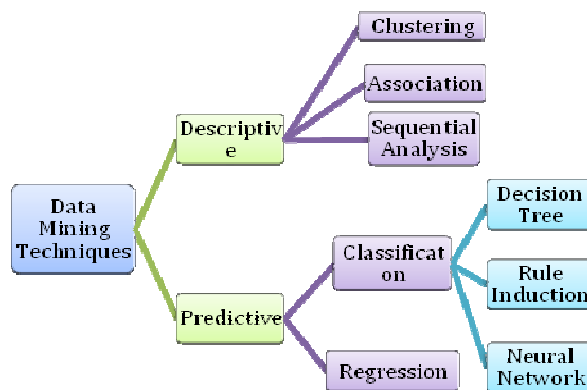 Clustering
Association
Descriptiv
e
Sequential
Analysis
Data
Mining
Techniques
Decision
Tree
Classificat
on
Rule
Induction
Predictive
Regression
Neural
Network